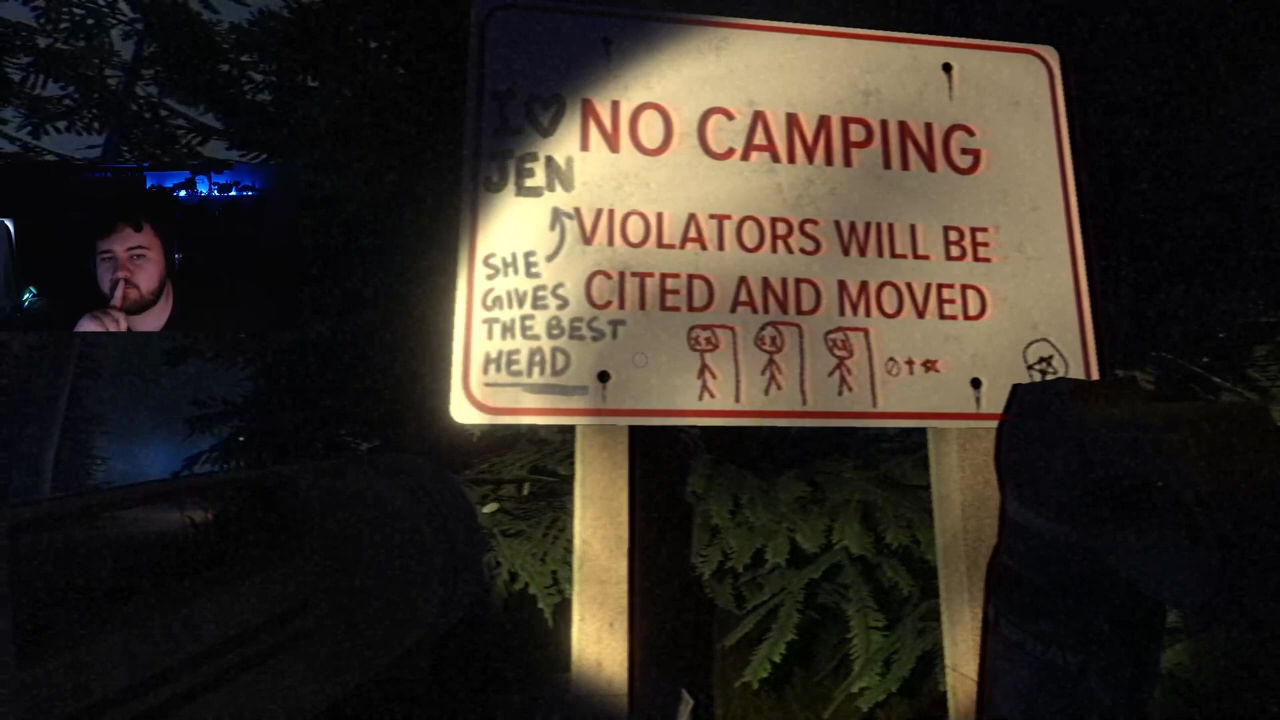 I ♡
JEN
SHE
GIVES
THE BEST
HEAD
NO CAMPING
VIOLATORS WILL BE
CITED AND MOVED